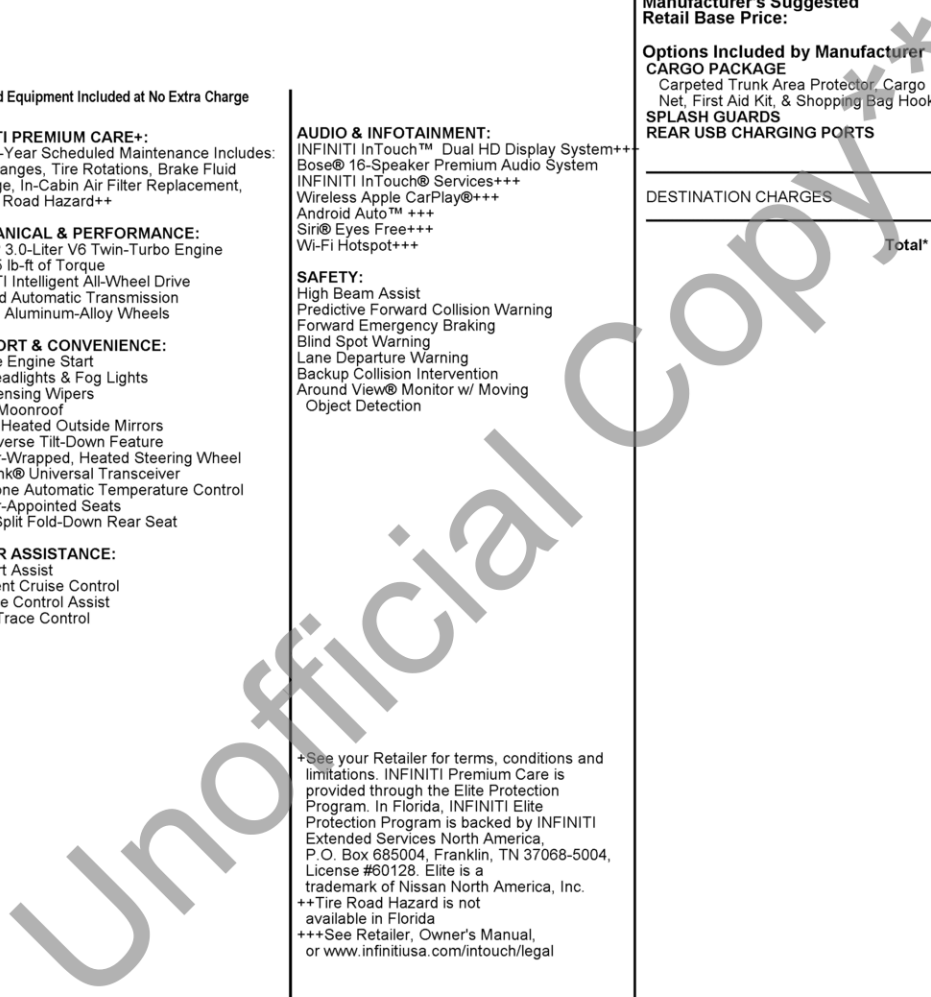 d Equipment Included at No Extra Charge
TI PREMIUM CARE+:
-Year Scheduled Maintenance Includes:
anges, Tire Rotations, Brake Fluid
ge, In-Cabin Air Filter Replacement,
Road Hazard++
ANICAL & PERFORMANCE:
3.0-Liter V6 Twin-Turbo Engine
lb-ft of Torque
TI Intelligent All-Wheel Drive
d Automatic Transmission
Aluminum-Alloy Wheels
ORT & CONVENIENCE:
e Engine Start
eadlights & Fog Lights
ensing Wipers
Moonroof
Heated Outside Mirrors
verse Tilt-Down Feature
r-Wrapped, Heated Steering Wheel
nk® Universal Transceiver
one Automatic Temperature Control
r-Appointed Seats
Split Fold-Down Rear Seat
R ASSISTANCE:
rt Assist
ent Cruise Control
e Control Assist
Trace Control
AUDIO & INFOTAINMENT:
INFINITI InTouch™ Dual HD Display System+++
Bose® 16-Speaker Premium Audio System
INFINITI InTouch® Services+++
Wireless Apple CarPlay®+++
Android Auto™ +++
Siri® Eyes Free+++
Wi-Fi Hotspot+++
SAFETY:
High Beam Assist
Predictive Forward Collision Warning
Forward Emergency Braking
Blind Spot Warning
Lane Departure Warning
Backup Collision Intervention
Around View® Monitor w/ Moving
Object Detection
+See your Retailer for terms, conditions and
limitations. INFINITI Premium Care is
provided through the Elite Protection
Program. In Florida, INFINITI Elite
Protection Program is backed by INFINITI
Extended Services North America,
P.O. Box 685004, Franklin, TN 37068-5004,
License #60128. Elite is a
trademark of Nissan North America, Inc.
++Tire Road Hazard is not
available in Florida
+++See Retailer, Owner's Manual,
or www.infinitiusa.com/intouch/legal
Manufacturer's Suggested
Retail Base Price:
Options Included by Manufacturer
CARGO PACKAGE
Carpeted Trunk Area Protector, Cargo
Net, First Aid Kit, & Shopping Bag Hook
SPLASH GUARDS
REAR USB CHARGING PORTS
DESTINATION CHARGES
Total*
Unofficial Copy**